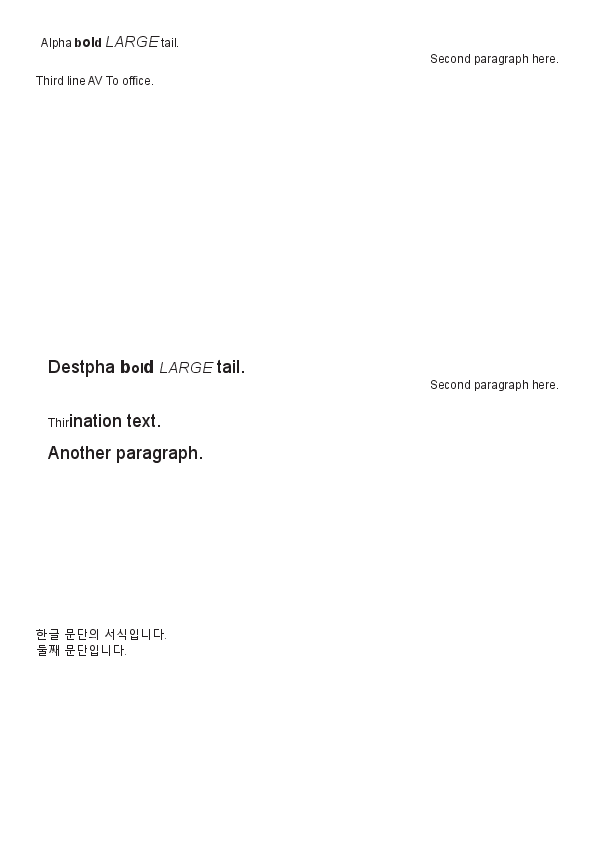 Alpha bold LARGE tail.
Second paragraph here.
Third line AV To office.
Destpha bold LARGE tail.
Second paragraph here.
Thirination text.
Another paragraph.
한글 문단의 서식입니다.
둘째 문단입니다.